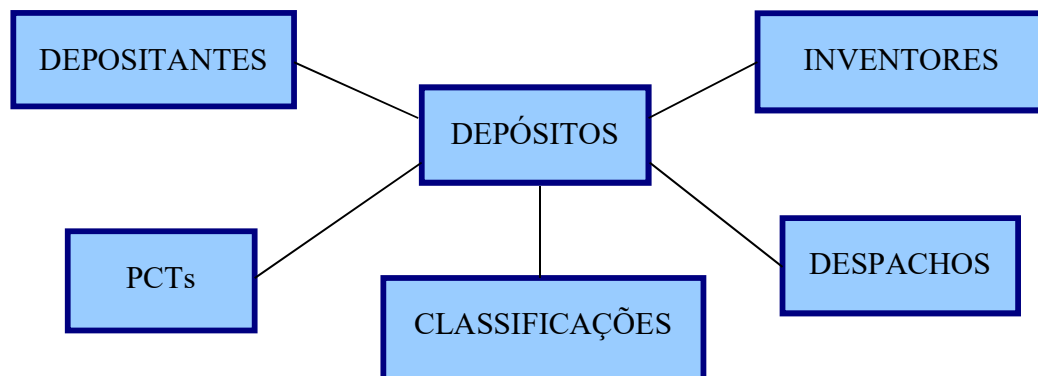 DEPOSITANTES
INVENTORES
DEPÓSITOS
PCTs
DESPACHOS
CLASSIFICAÇÕES